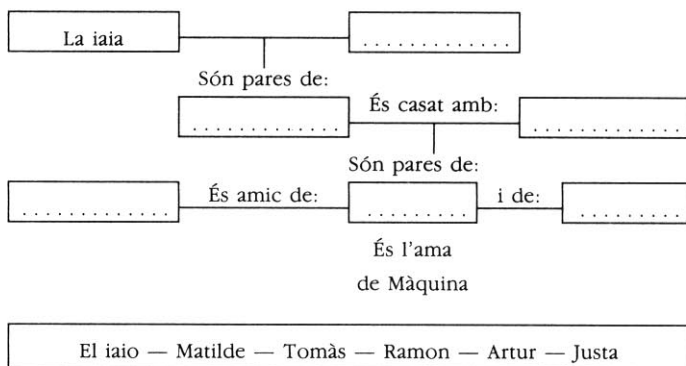 La iaia
. . . . . . . . . . . . .
Són pares de:
És casat amb:
. . . . . . . . . . . . .
. . . . . . . . . . . . .
Són pares de:
. . . . . . . . . . . . .
És amic de:
. . . . . . . . .
i de:
. . . . . . . . .
És l'ama
de Màquina
El iaio — Matilde — Tomàs — Ramon — Artur — Justa